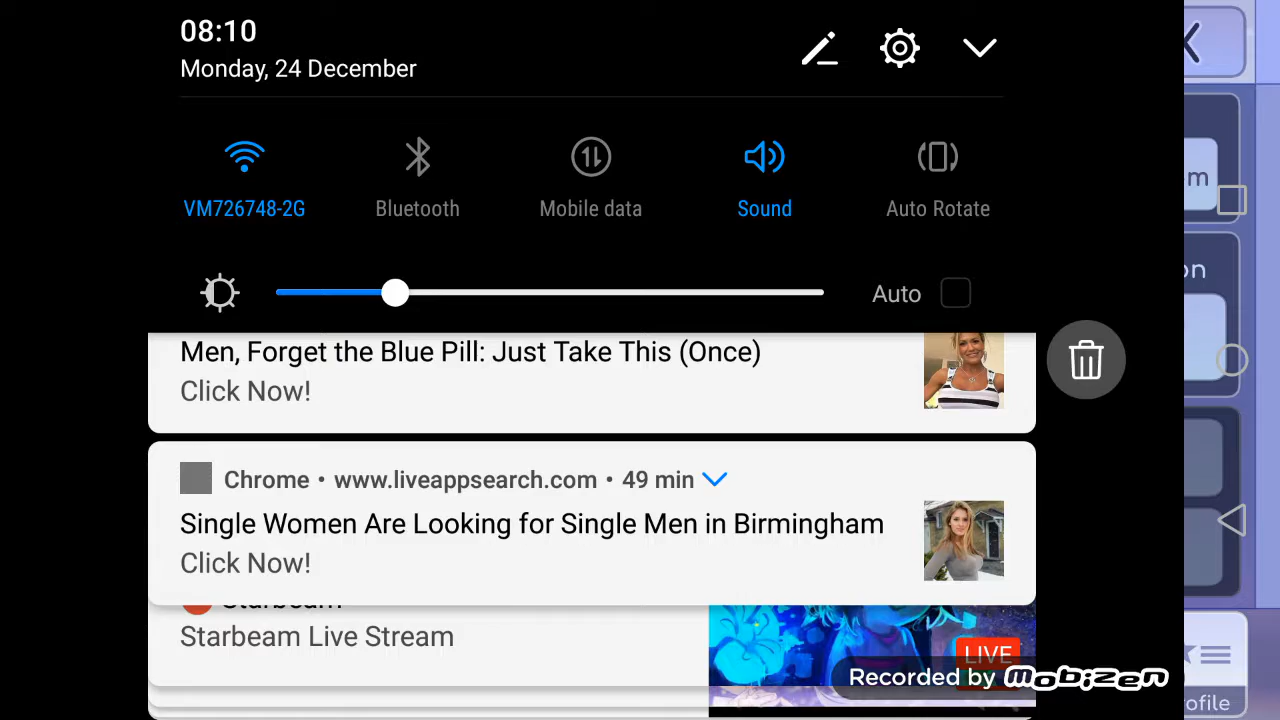 08:10
Monday, 24 December
VM726748-2G
Bluetooth
Mobile data
Sound
Auto Rotate
Auto
Men, Forget the Blue Pill: Just Take This (Once)
Click Now!
Chrome • www.liveappsearch.com • 49 min
Single Women Are Looking for Single Men in Birmingham
Click Now!
Starbeam
Starbeam Live Stream
LIVE
Recorded by mobizen
m
on
ofile